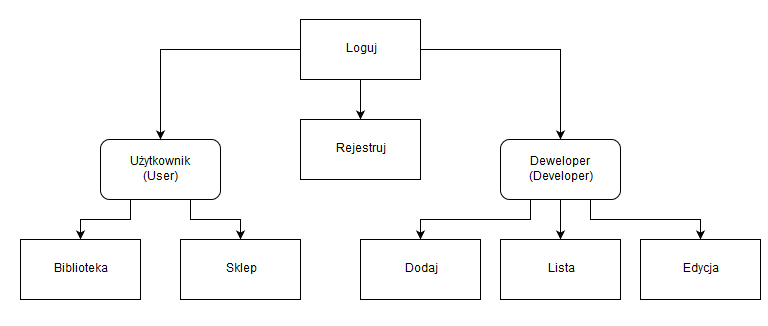 Loguj
Rejestruj
Użytkownik
(User)
Deweloper
(Developer)
Biblioteka
Sklep
Dodaj
Lista
Edycja